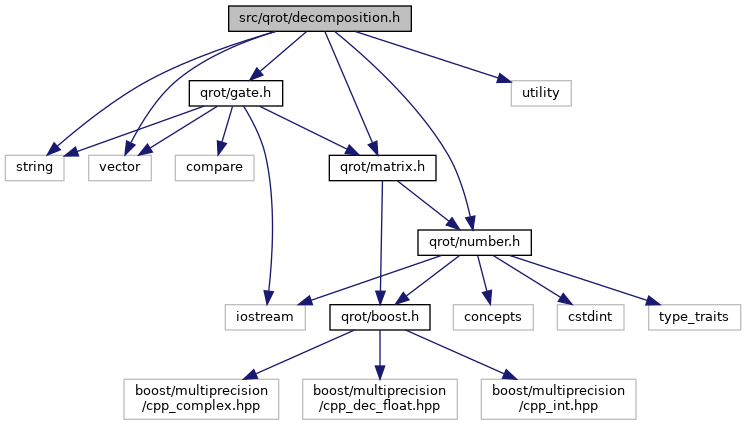 src/qrot/decomposition.h
qrot/gate.h
utility
string
vector
compare
qrot/matrix.h
qrot/number.h
iostream
qrot/boost.h
concepts
cstdint
type_traits
boost/multiprecision
/cpp_complex.hpp
boost/multiprecision
/cpp_dec_float.hpp
boost/multiprecision
/cpp_int.hpp